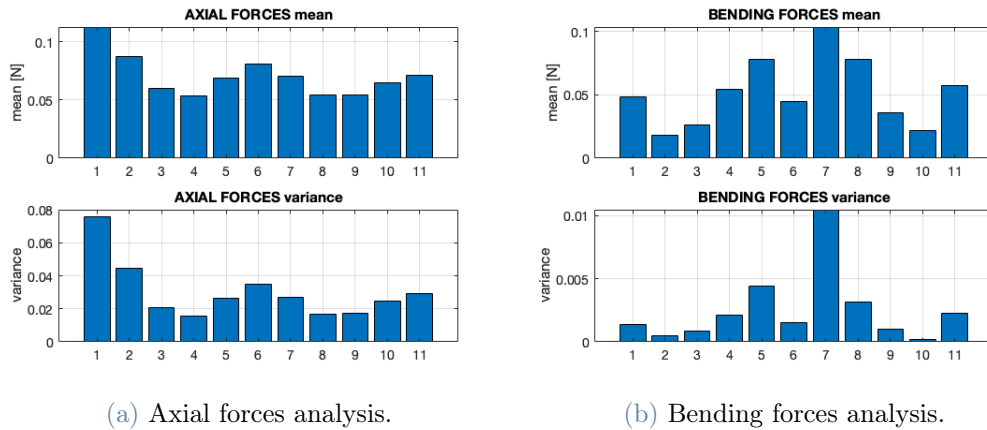 AXIAL FORCES mean
mean [N]
0.1
0.05
0
1 2 3 4 5 6 7 8 9 10 11
AXIAL FORCES variance
variance
0.08
0.06
0.04
0.02
0
1 2 3 4 5 6 7 8 9 10 11
(a) Axial forces analysis.
BENDING FORCES mean
mean [N]
0.1
0.05
0
1 2 3 4 5 6 7 8 9 10 11
BENDING FORCES variance
variance
0.01
0.005
0
1 2 3 4 5 6 7 8 9 10 11
(b) Bending forces analysis.